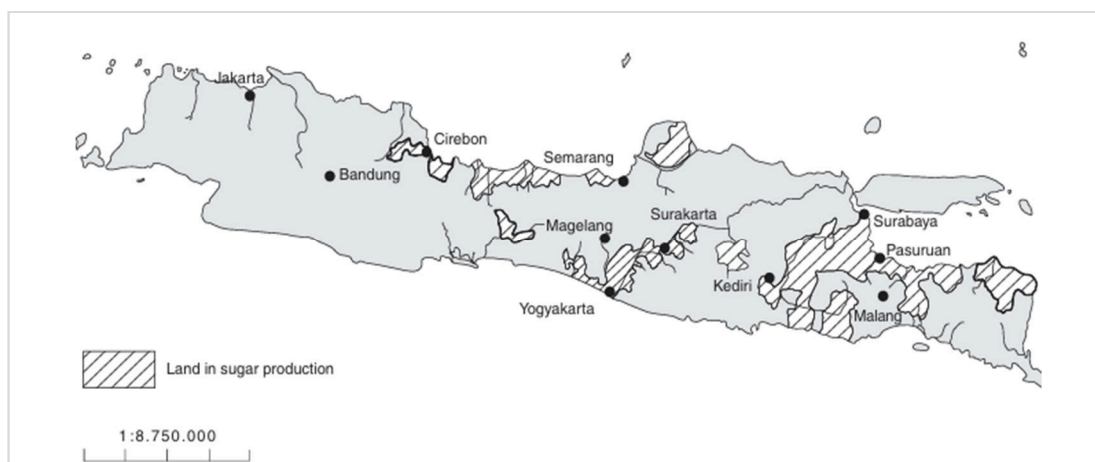 Jakarta
Cirebon
Bandung
Semarang
Magelang
Surakarta
Surabaya
Pasuruan
Kediri
Yogyakarta
Malang
Land in sugar production
1:8.750.000